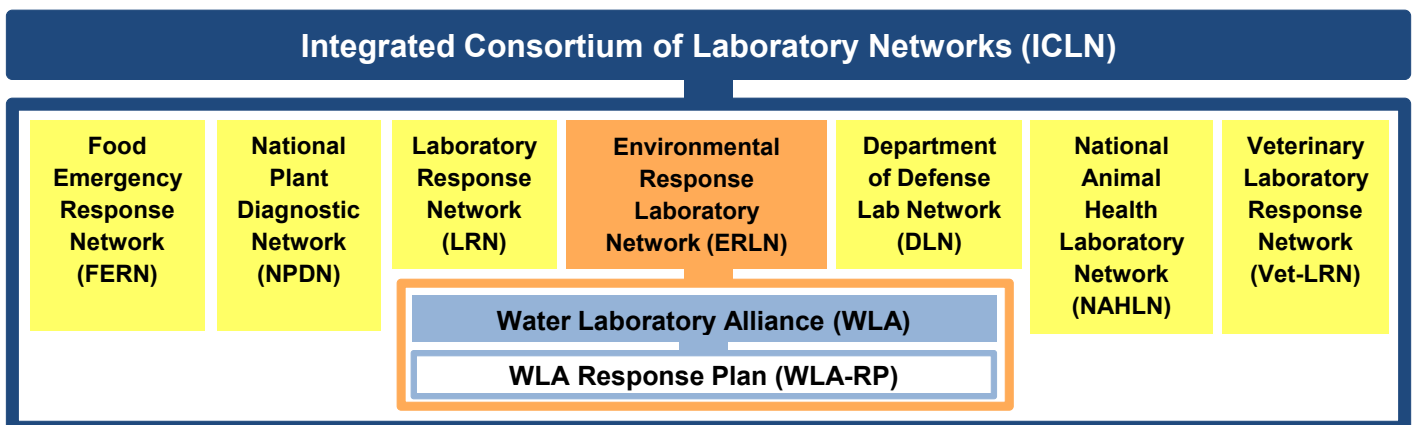 Integrated Consortium of Laboratory Networks (ICLN)
Food
Emergency
Response
Network
(FERN)
National
Plant
Diagnostic
Network
(NPDN)
Laboratory
Response
Network
(LRN)
Environmental
Response
Laboratory
Network (ERLN)
Department
of Defense
Lab Network
(DLN)
National
Animal
Health
Laboratory
Network
(NAHLN)
Veterinary
Laboratory
Response
Network
(Vet-LRN)
Water Laboratory Alliance (WLA)
WLA Response Plan (WLA-RP)